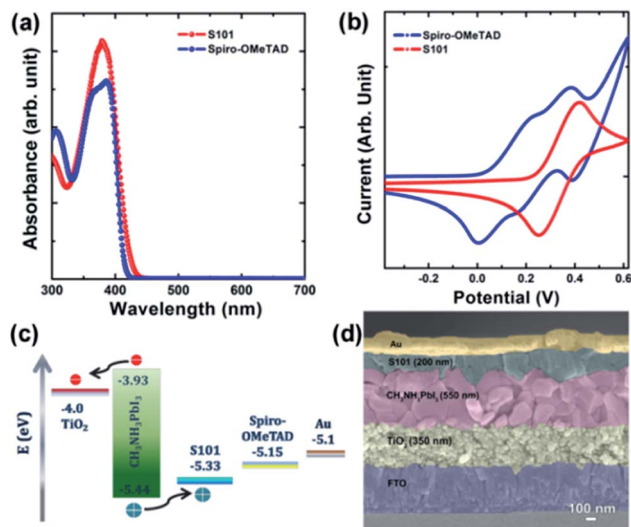 (a)
S101
Spiro-OMeTAD
Absorbance (arb. unit)
300 400 500 600 700
Wavelength (nm)
(b)
Spiro-OMeTAD
S101
Current (Arb. Unit)
-0.2 0.0 0.2 0.4 0.6
Potential (V)
(c)
E (eV)
-4.0
TiO₂
-3.93
CH₃NH₃PbI₃
-5.44
S101
-5.33
Spiro-
OMeTAD
-5.15
Au
-5.1
(d)
Au
S101 (200 nm)
CH₃NH₃PbI₃ (550 nm)
TiO₂ (350 nm)
FTO
100 nm